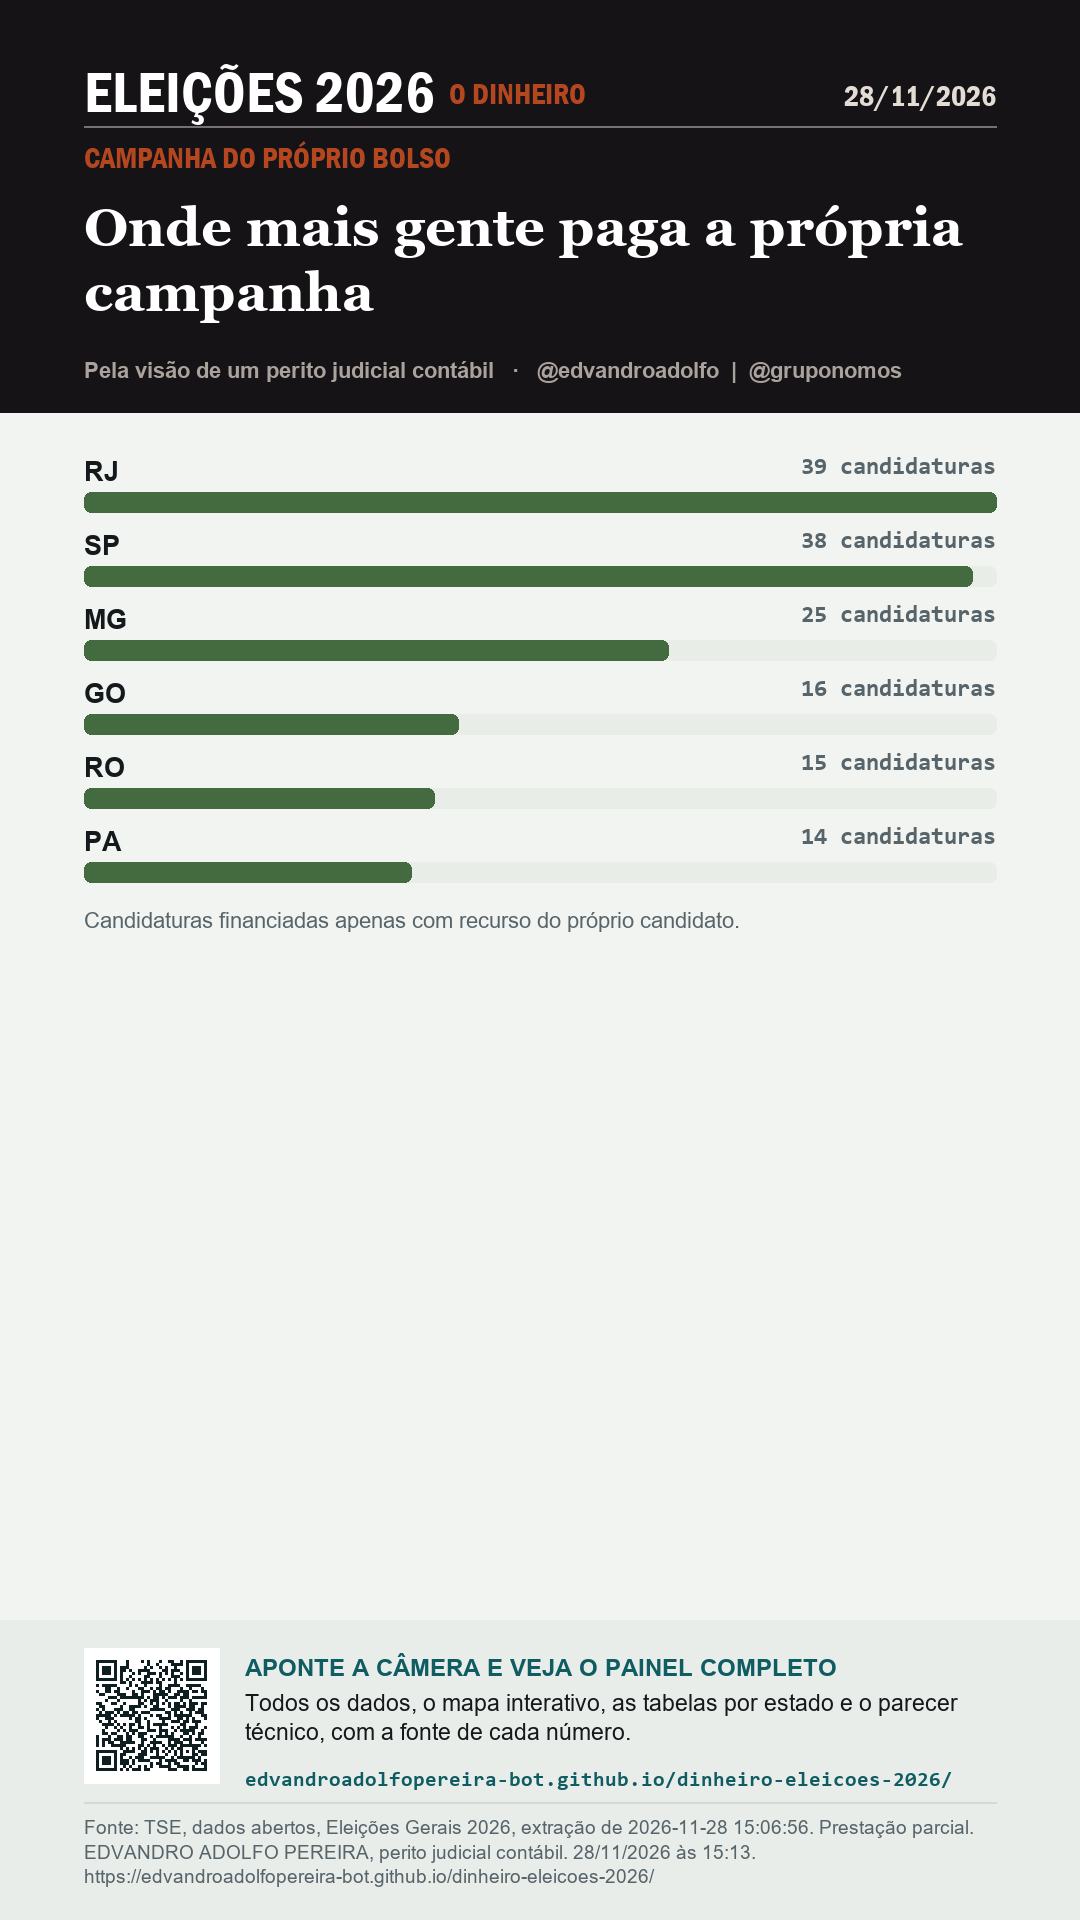 ELEIÇÕES 2026 O DINHEIRO 28/11/2026
CAMPANHA DO PRÓPRIO BOLSO
Onde mais gente paga a própria
campanha
Pela visão de um perito judicial contábil · @edvandroadolfo | @gruponomos
RJ 39 candidaturas
SP 38 candidaturas
MG 25 candidaturas
GO 16 candidaturas
RO 15 candidaturas
PA 14 candidaturas
Candidaturas financiadas apenas com recurso do próprio candidato.
APONTE A CÂMERA E VEJA O PAINEL COMPLETO
Todos os dados, o mapa interativo, as tabelas por estado e o parecer
técnico, com a fonte de cada número.
edvandroadolfopereira-bot.github.io/dinheiro-eleicoes-2026/
Fonte: TSE, dados abertos, Eleições Gerais 2026, extração de 2026-11-28 15:06:56. Prestação parcial.
EDVANDRO ADOLFO PEREIRA, perito judicial contábil. 28/11/2026 às 15:13.
https://edvandroadolfopereira-bot.github.io/dinheiro-eleicoes-2026/